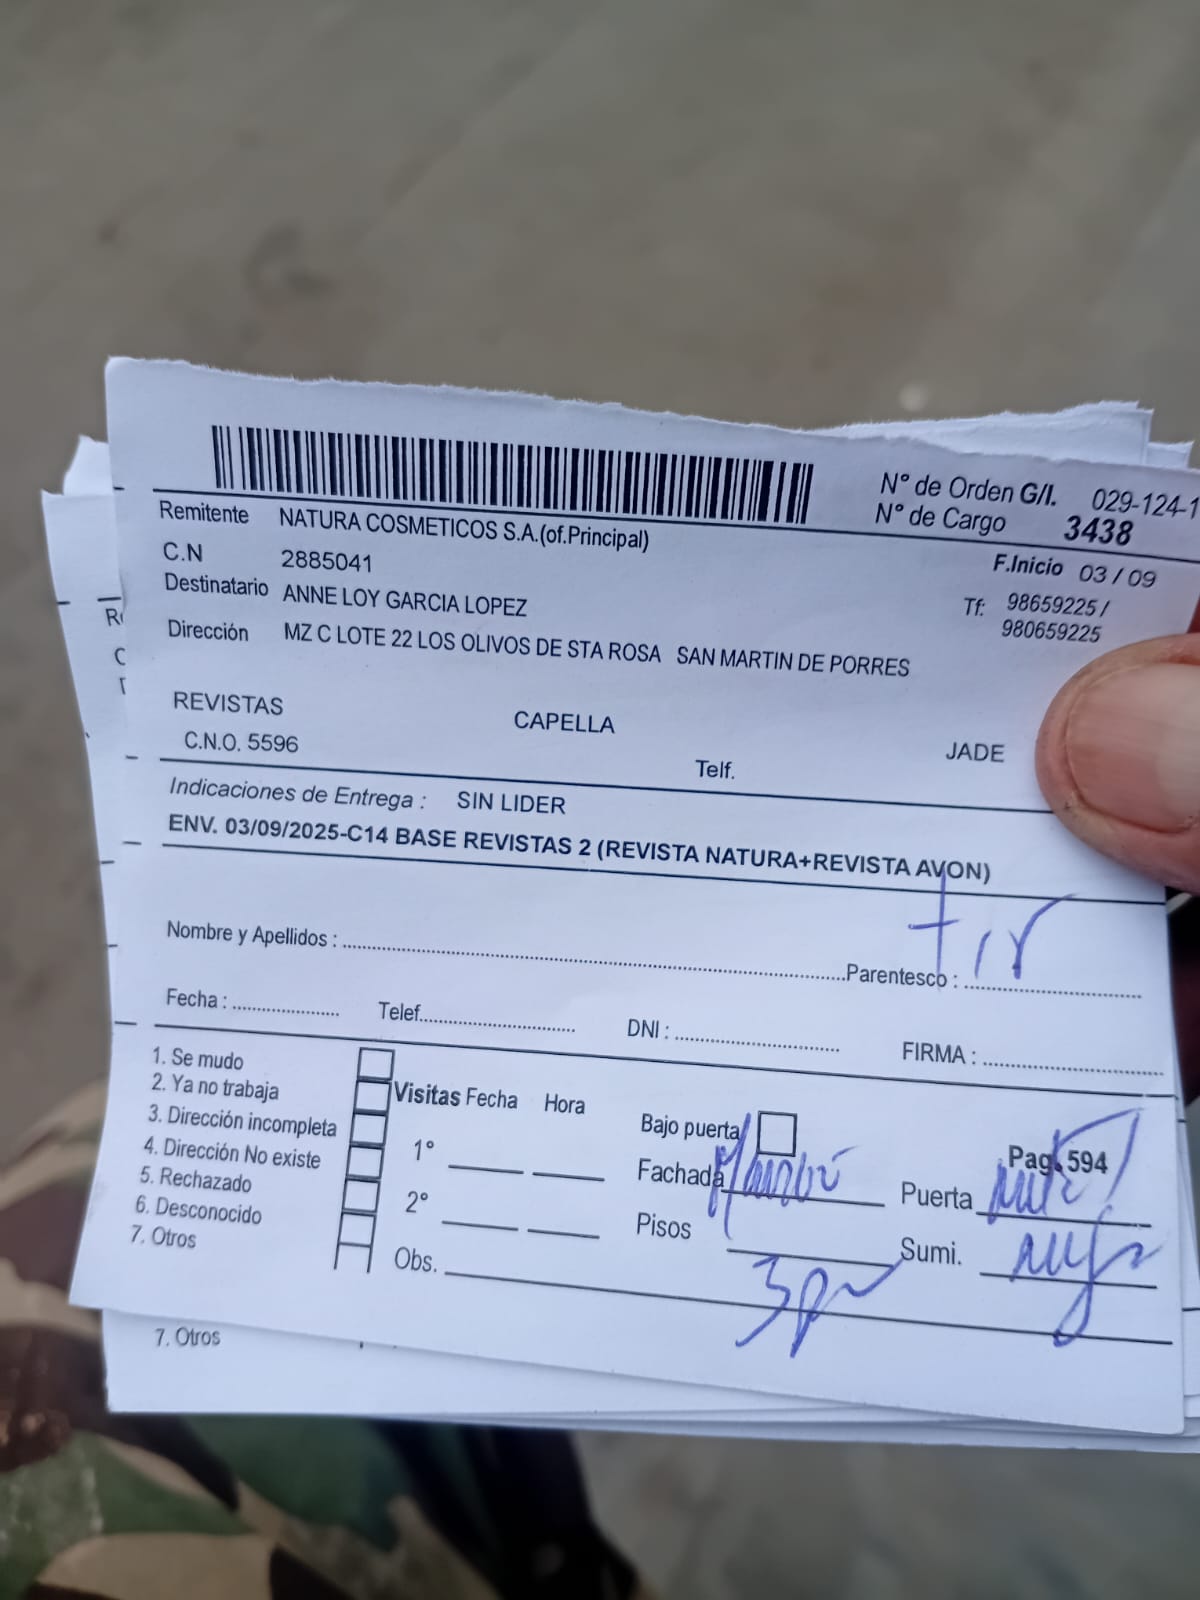 N° de Orden G/I. 029-124-1
N° de Cargo 3438
Remitente NATURA COSMETICOS S.A.(of.Principal)
F.Inicio 03 / 09
C.N 2885041
Destinatario ANNE LOY GARCIA LOPEZ
Tf: 98659225 /
980659225
Dirección MZ C LOTE 22 LOS OLIVOS DE STA ROSA SAN MARTIN DE PORRES
REVISTAS CAPELLA JADE
C.N.O. 5596 Telf.
Indicaciones de Entrega : SIN LIDER
ENV. 03/09/2025-C14 BASE REVISTAS 2 (REVISTA NATURA+REVISTA AVON)
Nombre y Apellidos : Parentesco :
Fecha : Telef. DNI : FIRMA :
1. Se mudo
2. Ya no trabaja
3. Dirección incompleta
4. Dirección No existe
5. Rechazado
6. Desconocido
7. Otros
Visitas Fecha Hora
1°
2°
Obs.
Bajo puerta
Pag. 594
Fachada
Puerta
Pisos 3p
Sumi.
7. Otros